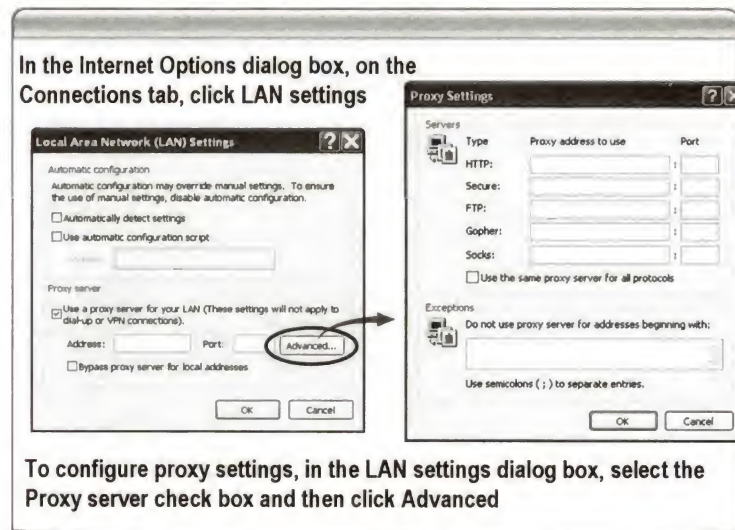 In the Internet Options dialog box, on the
Connections tab, click LAN settings
Local Area Network (LAN) Settings
Automatic configuration
Automatic configuration may override manual settings. To ensure
the use of manual settings, disable automatic configuration.
Automatically detect settings
Use automatic configuration script
Proxy server
Use a proxy server for your LAN (These settings will not apply to
dial-up or VPN connections).
Address: Port: Advanced...
Bypass proxy server for local addresses
OK Cancel
Proxy Settings
Servers
Type Proxy address to use Port
HTTP: :
Secure: :
FTP: :
Gopher: :
Socks: :
Use the same proxy server for all protocols
Exceptions
Do not use proxy server for addresses beginning with:
Use semicolons ( ; ) to separate entries.
OK Cancel
To configure proxy settings, in the LAN settings dialog box, select the
Proxy server check box and then click Advanced